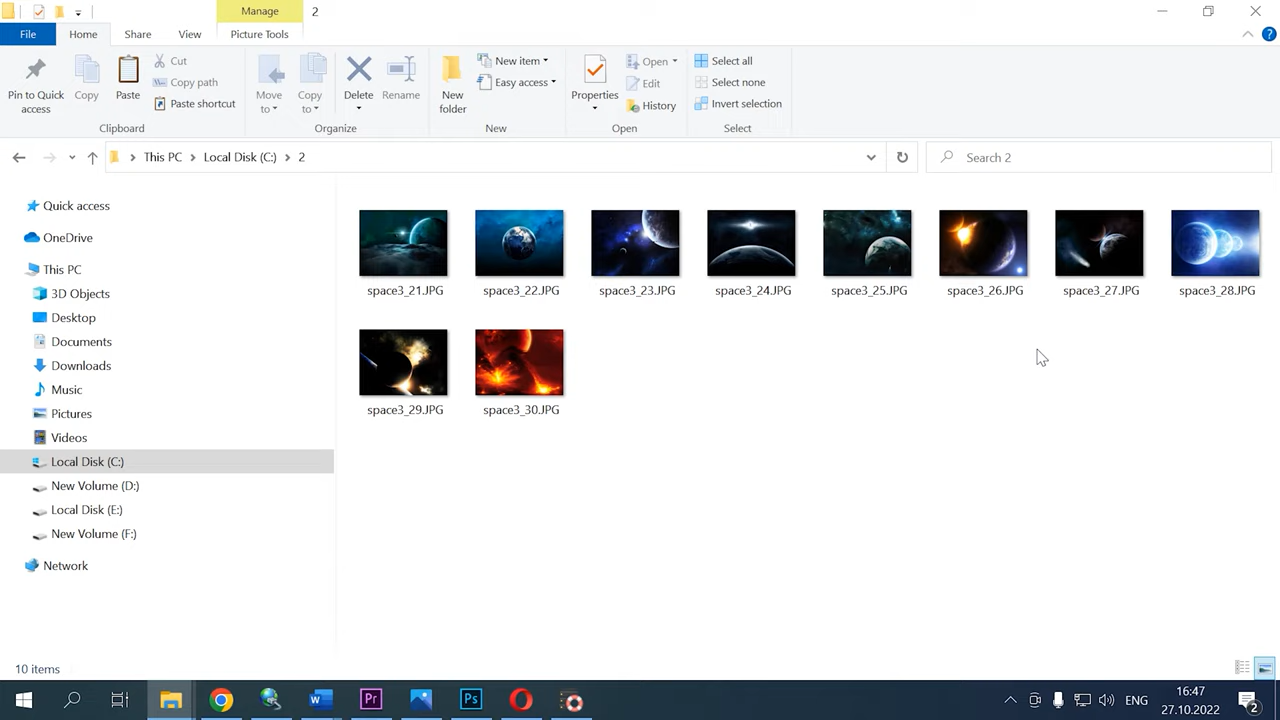 Manage
2
File
Home
Share
View
Picture Tools
Pin to Quick access
Copy
Paste
Cut
Copy path
Paste shortcut
Clipboard
Move to
Copy to
Delete
Rename
Organize
New folder
New item
Easy access
New
Properties
Open
Edit
History
Open
Select all
Select none
Invert selection
Select
This PC
Local Disk (C:)
2
Search 2
Quick access
OneDrive
This PC
3D Objects
Desktop
Documents
Downloads
Music
Pictures
Videos
Local Disk (C:)
New Volume (D:)
Local Disk (E:)
New Volume (F:)
Network
space3_21.JPG
space3_22.JPG
space3_23.JPG
space3_24.JPG
space3_25.JPG
space3_26.JPG
space3_27.JPG
space3_28.JPG
space3_29.JPG
space3_30.JPG
10 items
W
Pr
Ps
ENG
16:47
27.10.2022
2